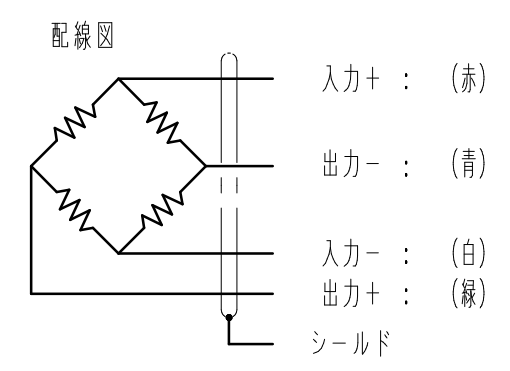 配線図
入力＋ : (赤)
出力－ : (青)
入力－ : (白)
出力＋ : (緑)
シールド